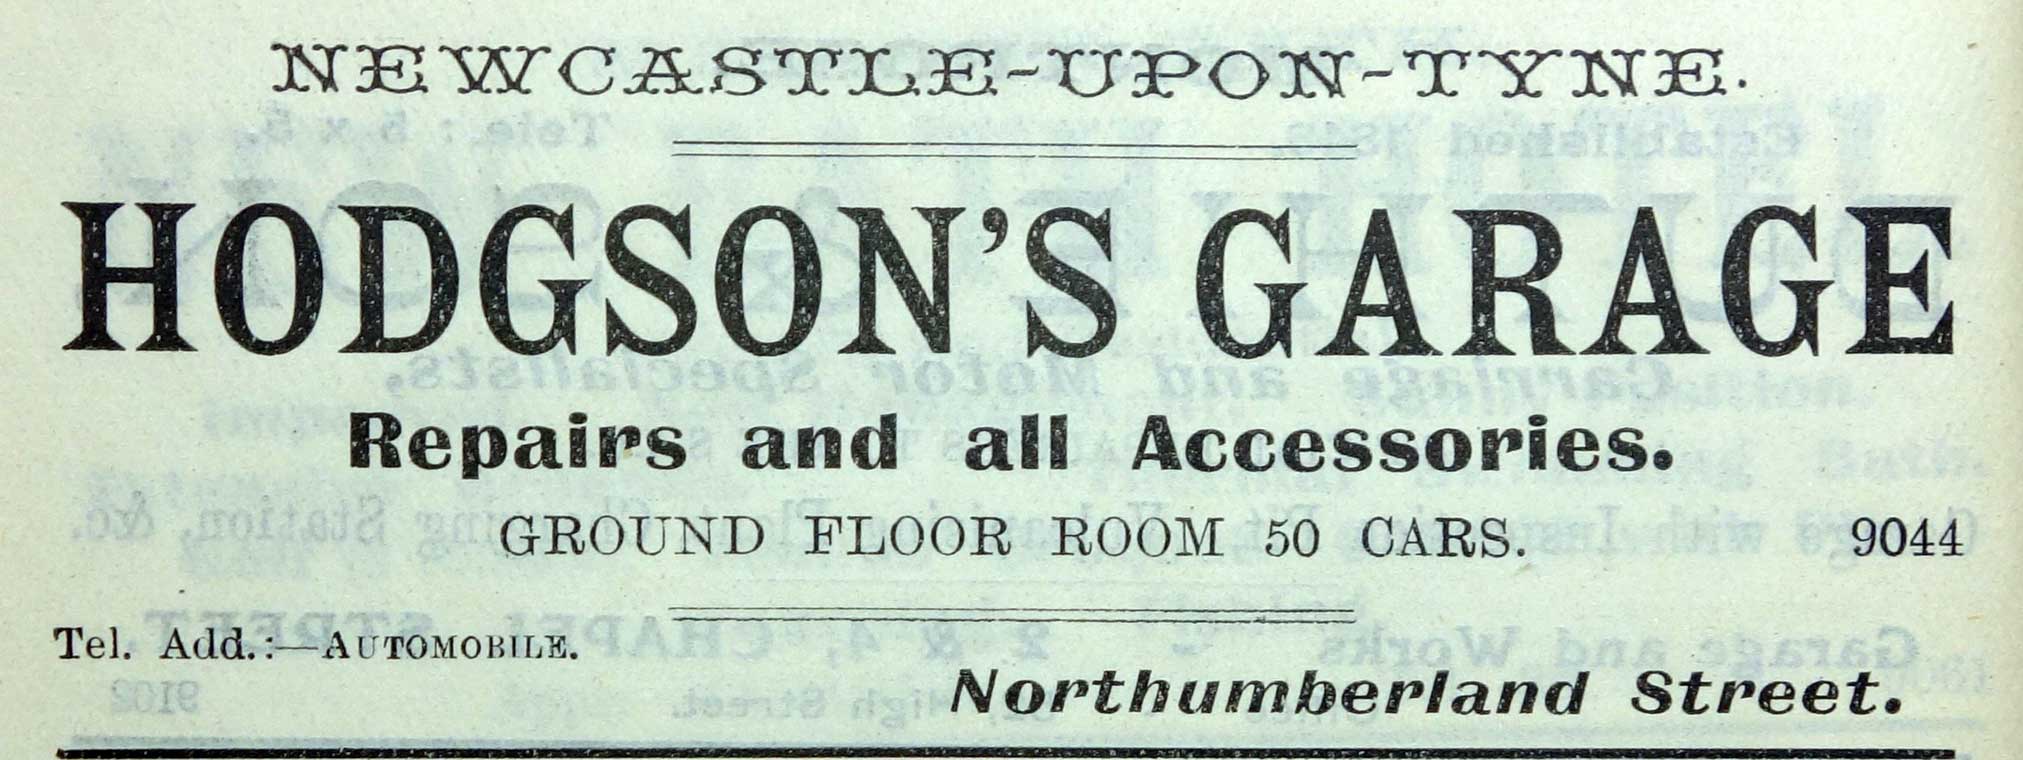 NEWCASTLE-UPON-TYNE.
HODGSON'S GARAGE
Repairs and all Accessories.
GROUND FLOOR ROOM 50 CARS. 9044
Tel. Add.:—AUTOMOBILE.
Northumberland Street.